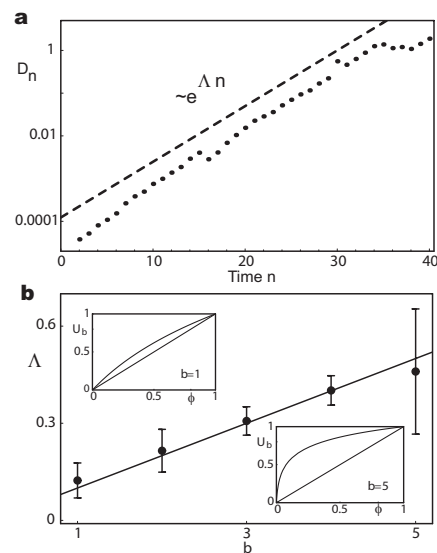 a
D_n
1
0.01
0.0001
~e^{Λ n}
0 10 20 30 40
Time n
b
Λ
0.6
0.3
0
U_b
1
0.5
0
b=1
0 0.5 1
ϕ
U_b
1
0.5
0
b=5
0 0.5 1
ϕ
1 3 5
b